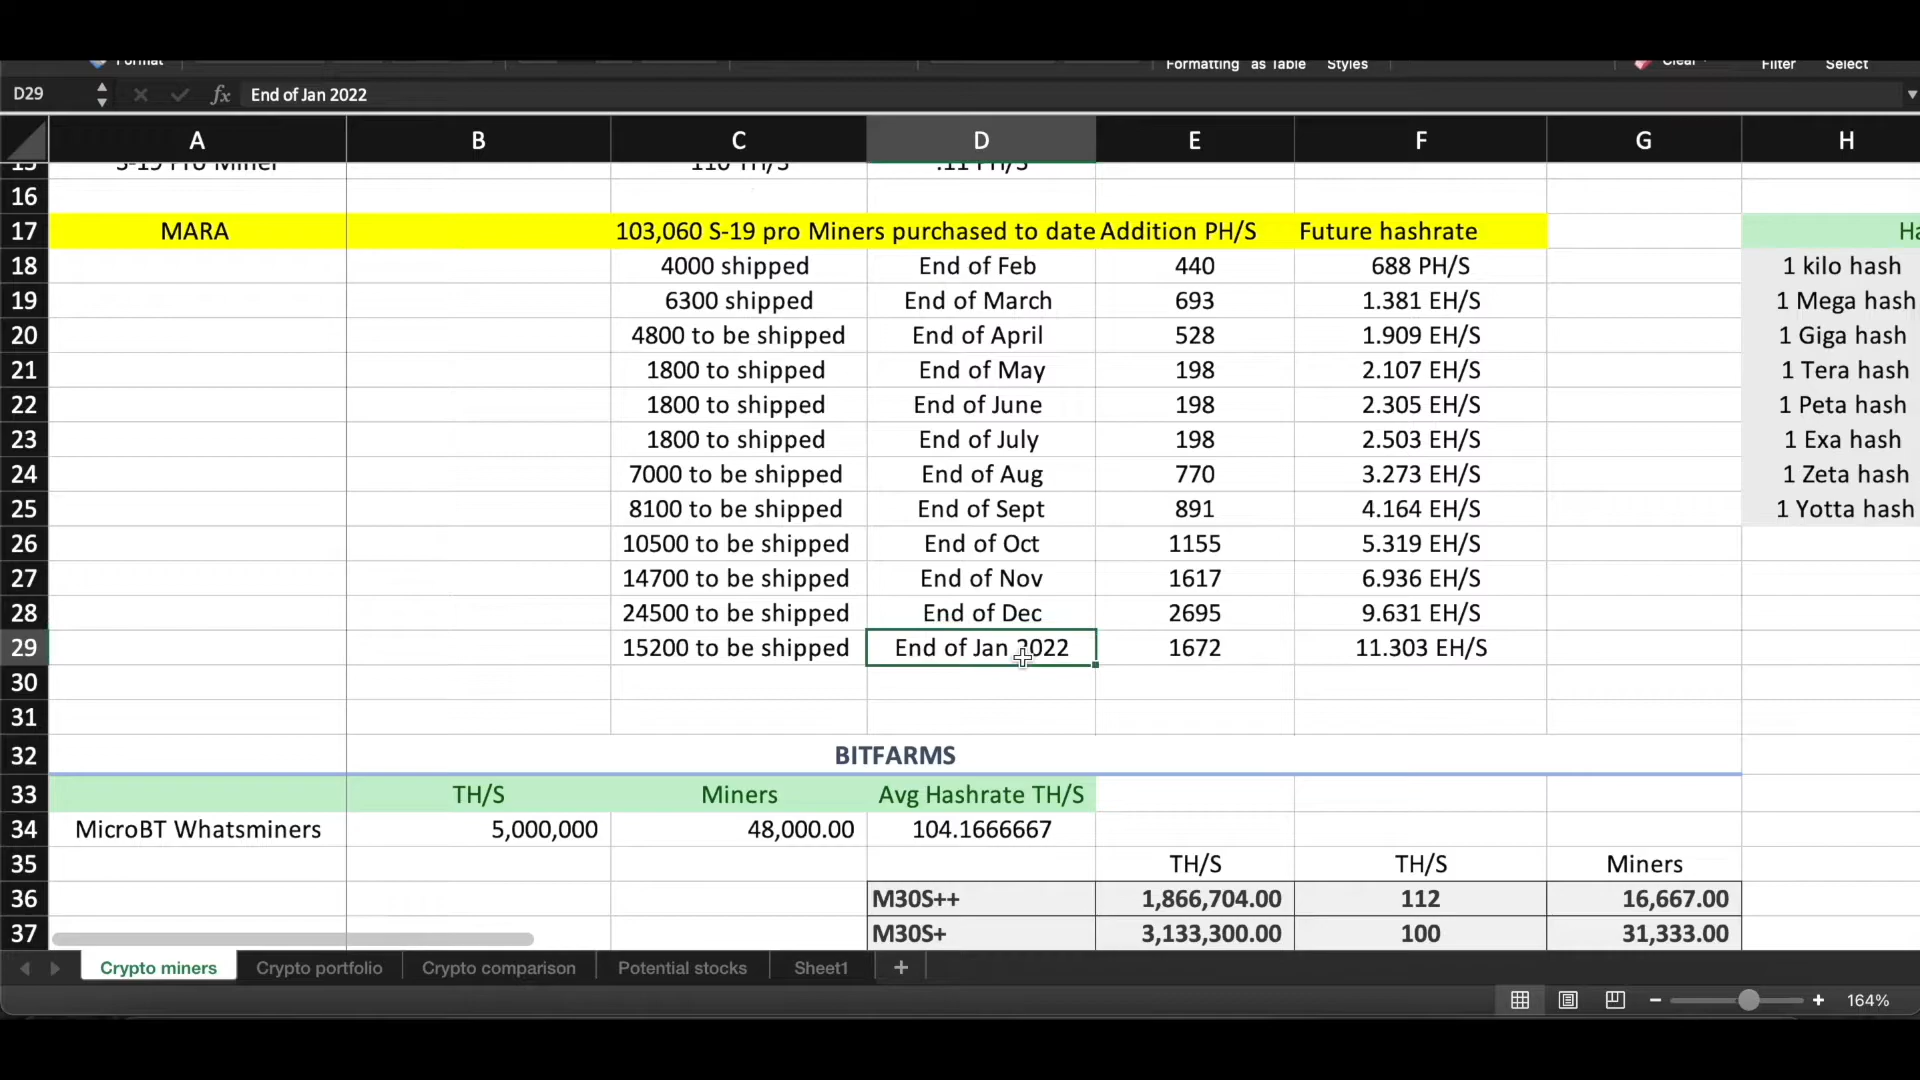 Format Formatting as Table Styles Clear Filter Select
D29 fx End of Jan 2022
A B C D E F G H
15 S-19 Pro Miner 110 TH/S .11 PH/S
16
17 MARA 103,060 S-19 pro Miners purchased to date Addition PH/S Future hashrate
18 4000 shipped End of Feb 440 688 PH/S 1 kilo hash
19 6300 shipped End of March 693 1.381 EH/S 1 Mega hash
20 4800 to be shipped End of April 528 1.909 EH/S 1 Giga hash
21 1800 to shipped End of May 198 2.107 EH/S 1 Tera hash
22 1800 to shipped End of June 198 2.305 EH/S 1 Peta hash
23 1800 to shipped End of July 198 2.503 EH/S 1 Exa hash
24 7000 to be shipped End of Aug 770 3.273 EH/S 1 Zeta hash
25 8100 to be shipped End of Sept 891 4.164 EH/S 1 Yotta hash
26 10500 to be shipped End of Oct 1155 5.319 EH/S
27 14700 to be shipped End of Nov 1617 6.936 EH/S
28 24500 to be shipped End of Dec 2695 9.631 EH/S
29 15200 to be shipped End of Jan 2022 1672 11.303 EH/S
30
31
32 BITFARMS
33 TH/S Miners Avg Hashrate TH/S
34 MicroBT Whatsminers 5,000,000 48,000.00 104.1666667
35 TH/S TH/S Miners
36 M30S++ 1,866,704.00 112 16,667.00
37 M30S+ 3,133,300.00 100 31,333.00
Crypto miners Crypto portfolio Crypto comparison Potential stocks Sheet1 +
164%